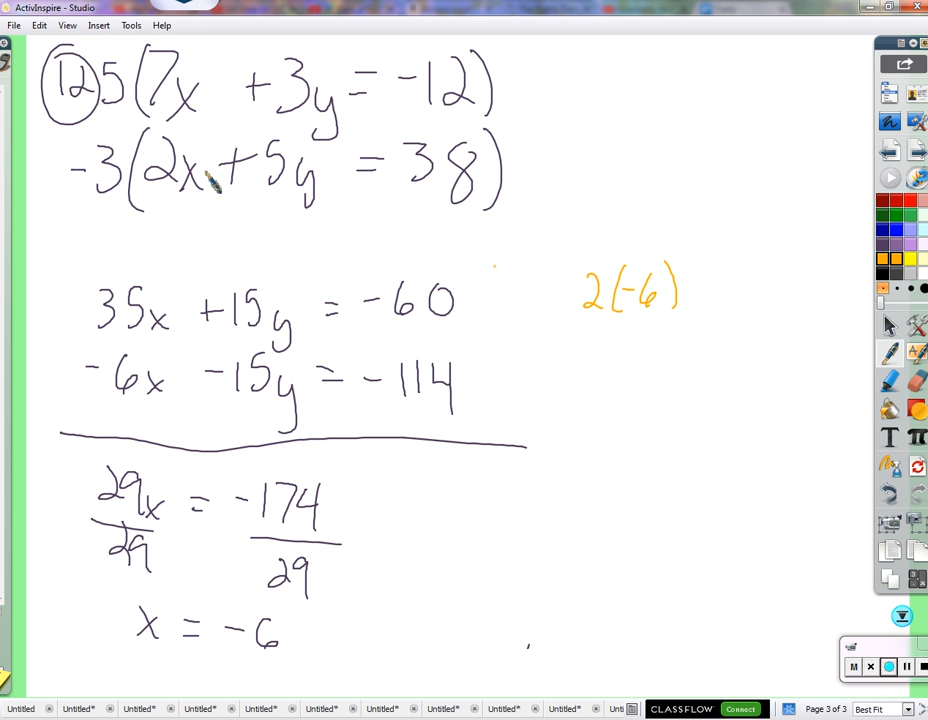 ActivInspire - Studio
File Edit View Insert Tools Help
12 5(7x + 3y = -12)
-3(2x + 5y = 38)
35x + 15y = -60
2(-6)
-6x - 15y = -114
29x = -174
29 29
x = -6
Untitled Untitled* Untitled* Untitled* Untitled* Untitled* Untitled* Untitled* Untitled* Untitled* Unti CLASSFLOW Connect Page 3 of 3 Best Fit